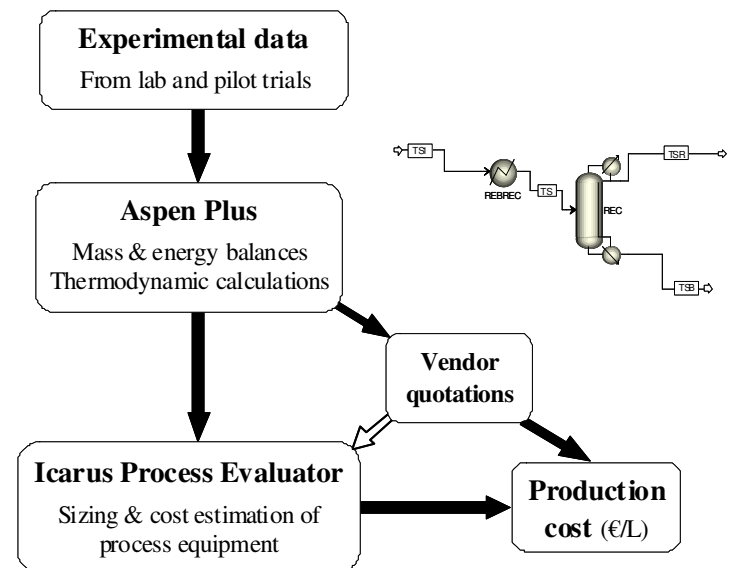 Experimental data
From lab and pilot trials
TSI
REBREC
TS
REC
TSR
TSB
Aspen Plus
Mass & energy balances
Thermodynamic calculations
Vendor
quotations
Icarus Process Evaluator
Sizing & cost estimation of
process equipment
Production
cost (€/L)